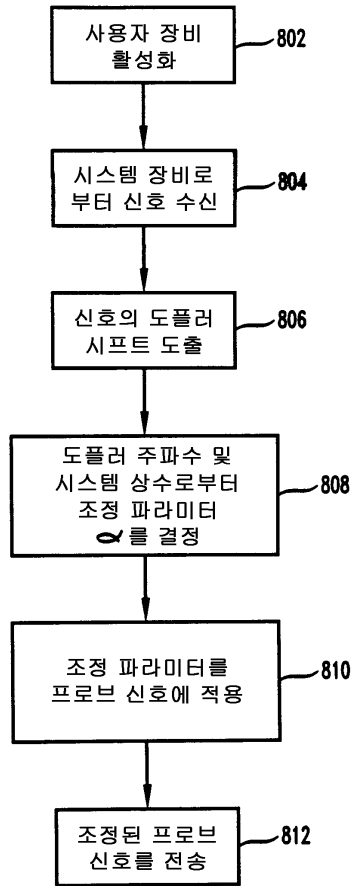 사용자 장비
활성화
802
시스템 장비로
부터 신호 수신
804
신호의 도플러
시프트 도출
806
도플러 주파수 및
시스템 상수로부터
조정 파라미터
α를 결정
808
조정 파라미터를
프로브 신호에 적용
810
조정된 프로브
신호를 전송
812